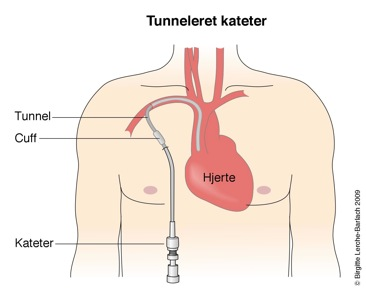 Tunneleret kateter
Tunnel
Cuff
Hjerte
Kateter
© Birgitte Lerche-Barlach 2009